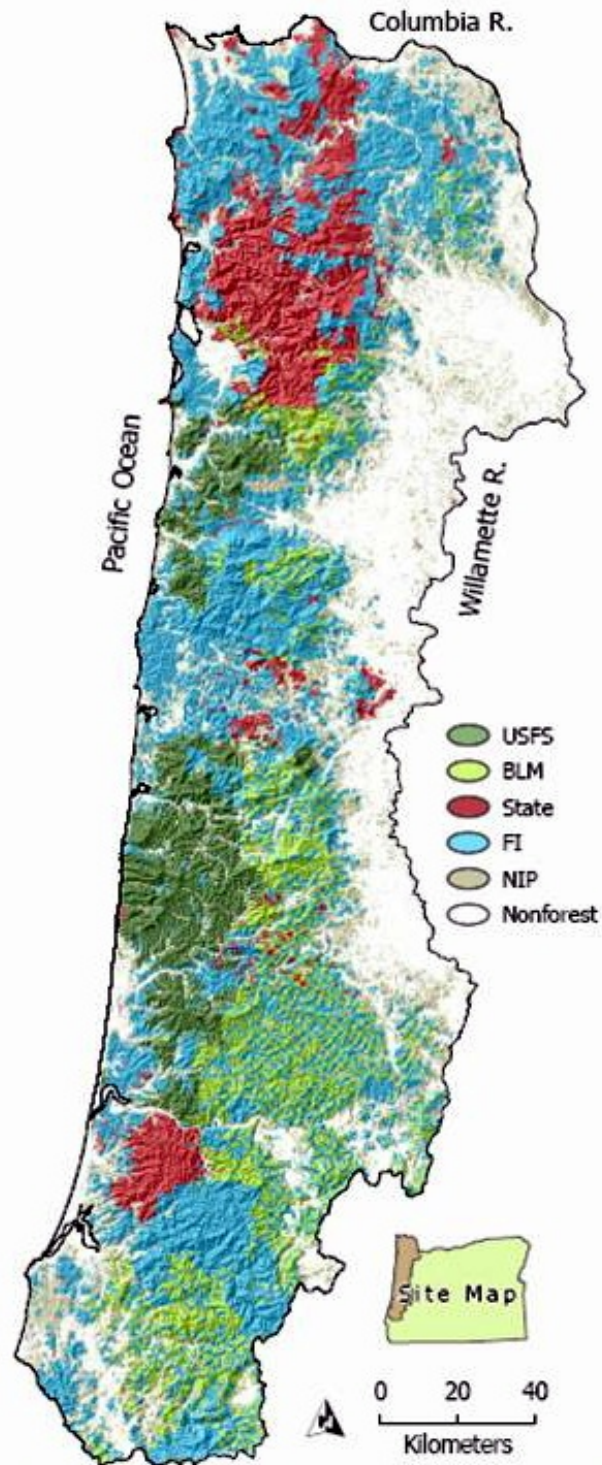 Columbia R.
Pacific Ocean
Willamette R.
USFS
BLM
State
FI
NIP
Nonforest
Site Map
0 20 40
Kilometers